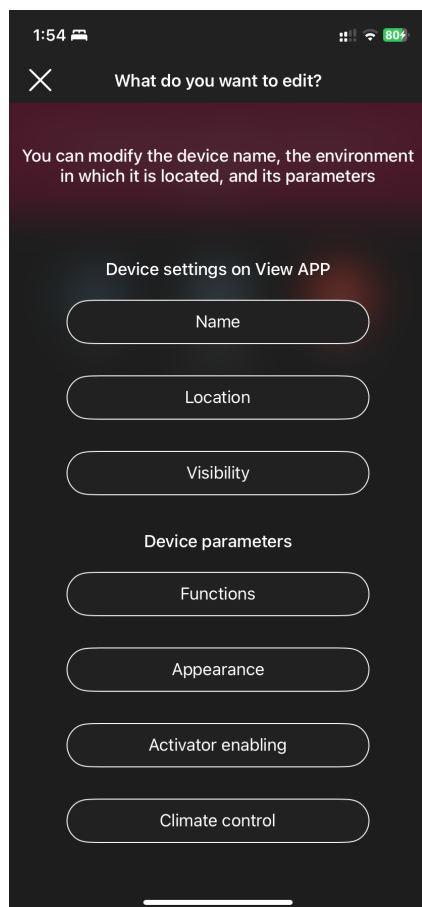 1:54
80
What do you want to edit?
You can modify the device name, the environment
in which it is located, and its parameters
Device settings on View APP
Name
Location
Visibility
Device parameters
Functions
Appearance
Activator enabling
Climate control